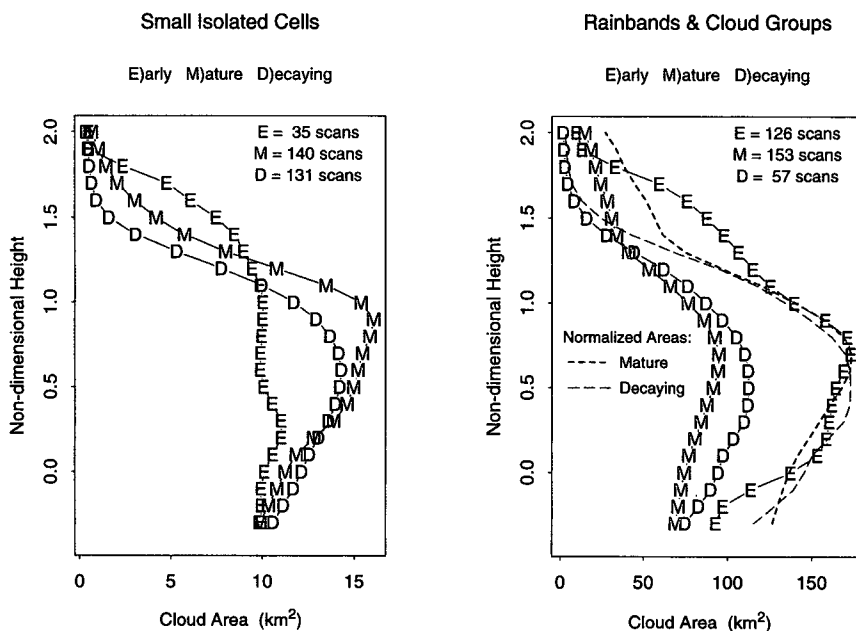 Small Isolated Cells
E)arly M)ature D)ecaying
E = 35 scans
M = 140 scans
D = 131 scans
Non-dimensional Height
2.0
1.5
1.0
0.5
0.0
0
5
10
15
Cloud Area (km²)
Rainbands & Cloud Groups
E)arly M)ature D)ecaying
E = 126 scans
M = 153 scans
D = 57 scans
Normalized Areas:
Mature
Decaying
Non-dimensional Height
2.0
1.5
1.0
0.5
0.0
0
50
100
150
Cloud Area (km²)